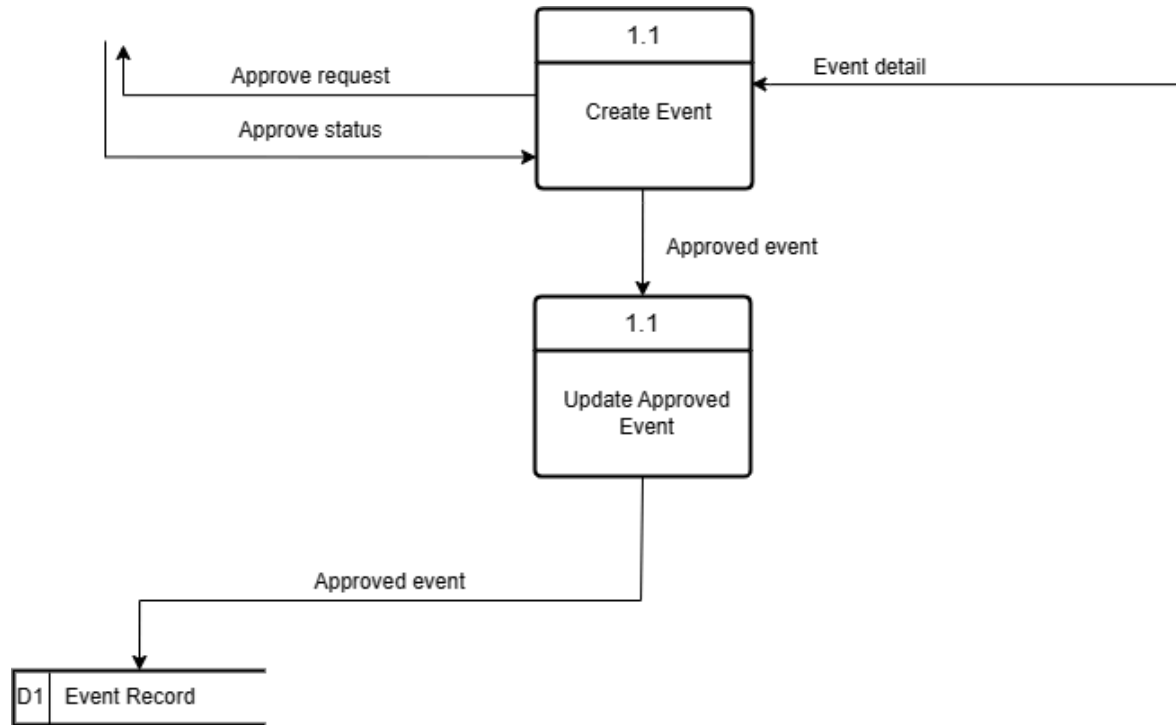 1.1
Event detail
Approve request
Create Event
Approve status
Approved event
1.1
Update Approved
Event
Approved event
D1 Event Record